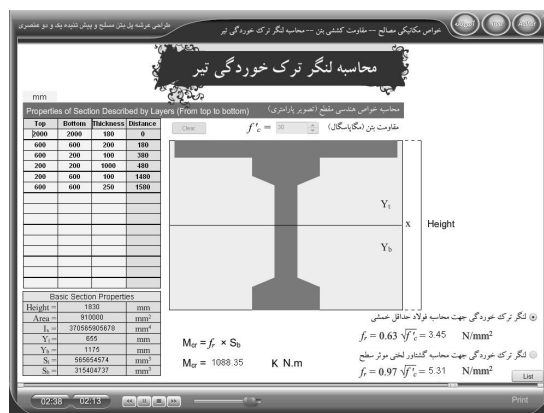 طراحی عرشه پل بتن مسلح و پیش تنیده یک و دو عنصری
خواص مکانیکی مصالح -- مقاومت کششی بتن -- محاسبه لنگر ترک خوردگی تیر
محاسبه لنگر ترک خوردگی تیر
mm
Properties of Section Described by Layers (From top to bottom)
محاسبه خواص هندسی مقطع (تصویر پارامتری)
Top Bottom Thickness Distance
2000 2000 180 0
600 600 200 180
600 200 100 380
200 200 1000 480
200 600 100 1480
600 600 250 1580
Clear
f'c = 30
مقاومت بتن (مگاپاسکال)
Yt
x Height
Yb
Basic Section Properties
Height = 1830 mm
Area = 910000 mm²
Ix = 370565905678 mm⁴
Yt = 655 mm
Yb = 1175 mm
St = 565654574 mm³
Sb = 315404737 mm³
Mcr = fr × Sb
Mcr = 1088.35 K N.m
لنگر ترک خوردگی جهت محاسبه فولاد حداقل خمشی
fr = 0.63 √f'c = 3.45 N/mm²
لنگر ترک خوردگی جهت محاسبه گشتاور لختی موثر سطح
fr = 0.97 √f'c = 5.31 N/mm²
List
02:38 02:13
Print